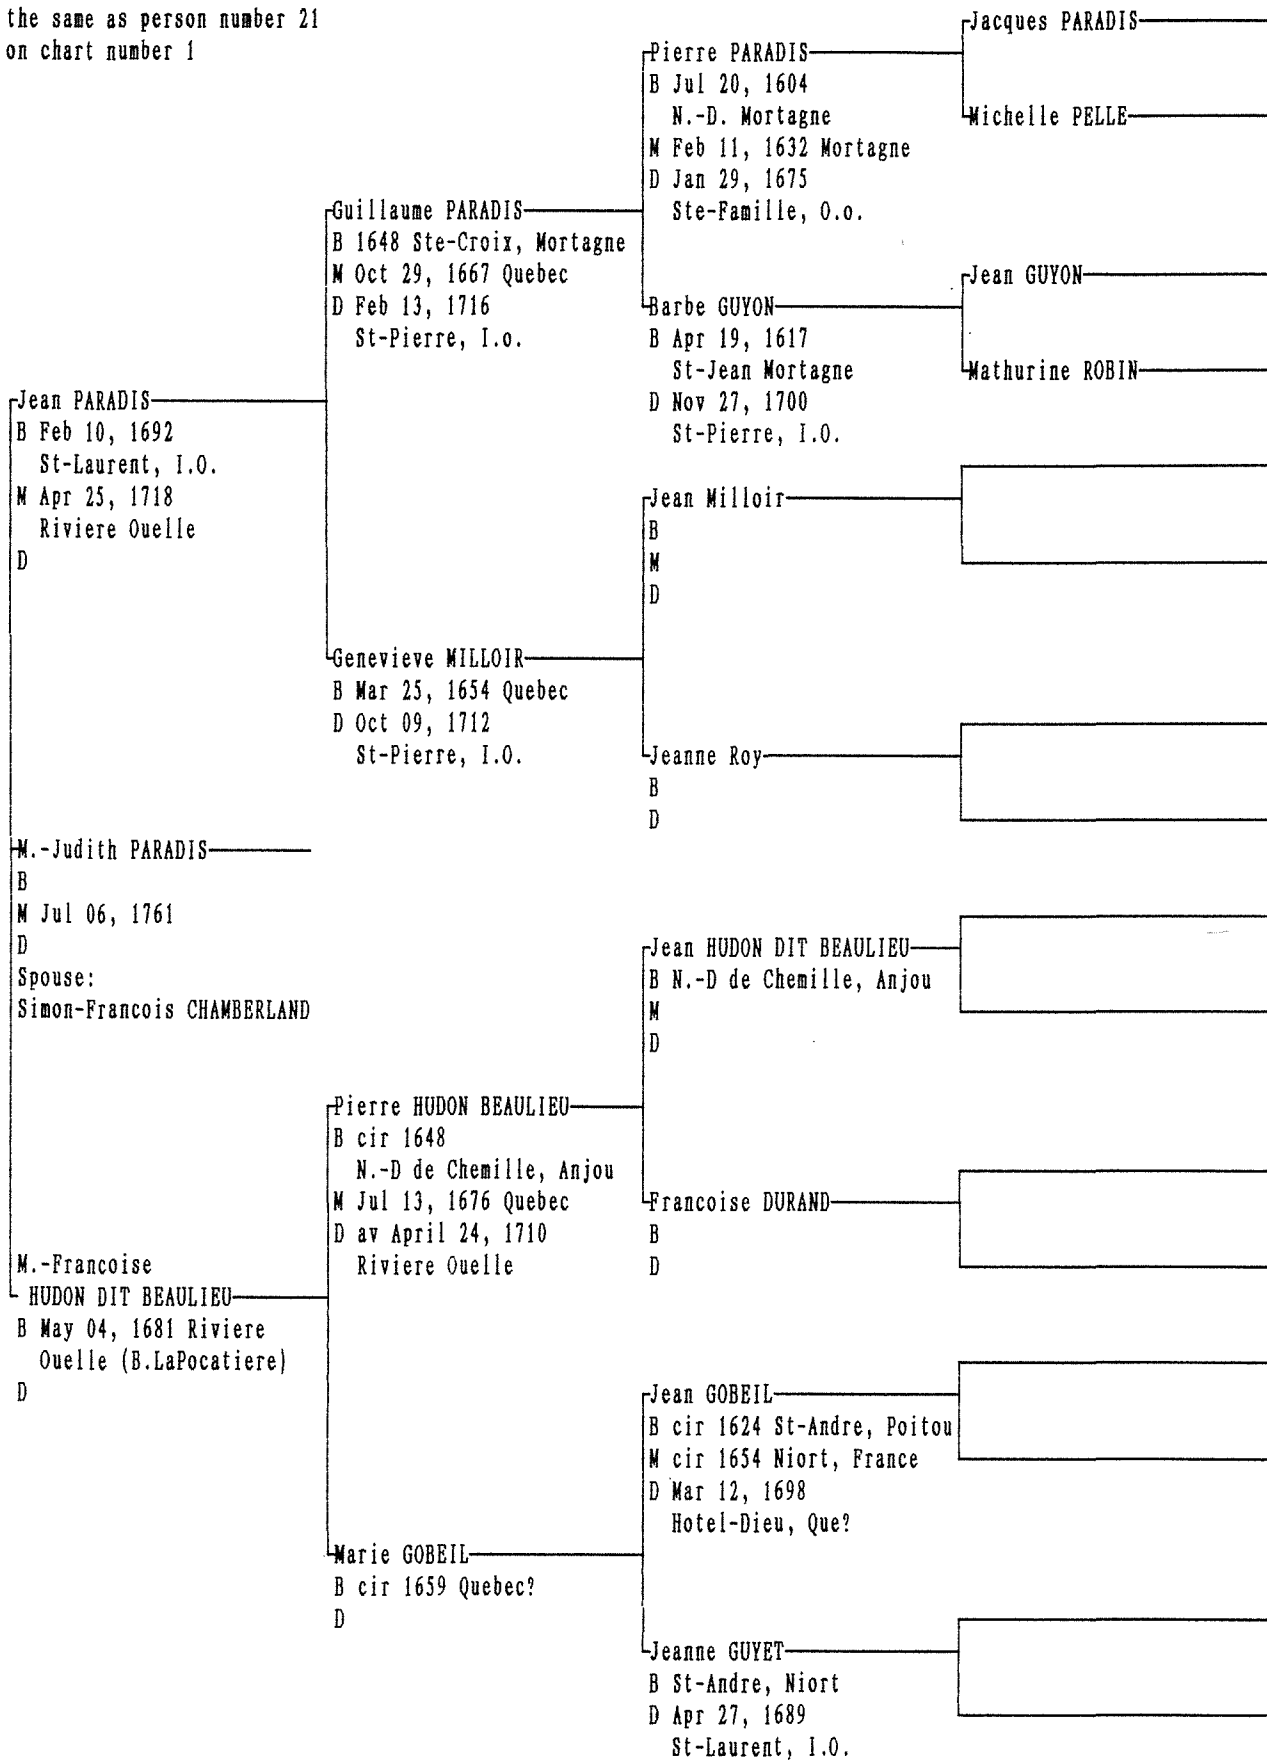 the same as person number 21
on chart number 1
Jacques PARADIS
Pierre PARADIS
B Jul 20, 1604
N.-D. Mortagne
Michelle PELLE
M Feb 11, 1632 Mortagne
D Jan 29, 1675
Ste-Famille, O.o.
Guillaume PARADIS
B 1648 Ste-Croix, Mortagne
M Oct 29, 1667 Quebec
D Feb 13, 1716
St-Pierre, I.o.
Jean GUYON
Barbe GUYON
B Apr 19, 1617
St-Jean Mortagne
Mathurine ROBIN
D Nov 27, 1700
St-Pierre, I.O.
Jean PARADIS
B Feb 10, 1692
St-Laurent, I.O.
M Apr 25, 1718
Riviere Ouelle
D
Jean Milloir
B
M
D
Genevieve MILLOIR
B Mar 25, 1654 Quebec
D Oct 09, 1712
St-Pierre, I.O.
Jeanne Roy
B
D
M.-Judith PARADIS
B
M Jul 06, 1761
D
Spouse:
Simon-Francois CHAMBERLAND
Jean HUDON DIT BEAULIEU
B N.-D de Chemille, Anjou
M
D
Pierre HUDON BEAULIEU
B cir 1648
N.-D de Chemille, Anjou
M Jul 13, 1676 Quebec
D av April 24, 1710
Riviere Ouelle
Francoise DURAND
B
D
M.-Francoise
HUDON DIT BEAULIEU
B May 04, 1681 Riviere
Ouelle (B.LaPocatiere)
D
Jean GOBEIL
B cir 1624 St-Andre, Poitou
M cir 1654 Niort, France
D Mar 12, 1698
Hotel-Dieu, Que?
Marie GOBEIL
B cir 1659 Quebec?
D
Jeanne GUYET
B St-Andre, Niort
D Apr 27, 1689
St-Laurent, I.O.